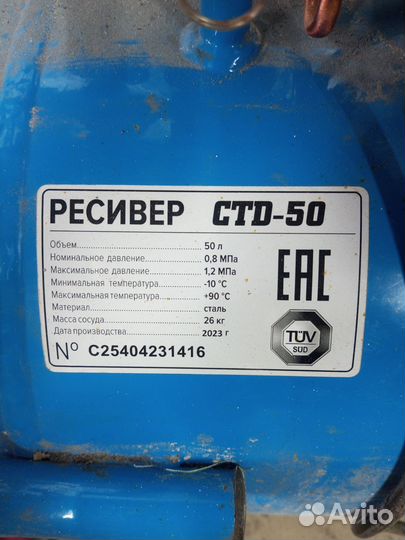 РЕСИВЕР CTD-50
Объем 50 л
Номинальное давление 0,8 МПа
Максимальное давление 1,2 МПа
Минимальная температура -10 °C
Максимальная температура +90 °C
Материал сталь
Масса сосуда 26 кг
Дата производства 2023 г
№ C25404231416
EAC
TÜV
SÜD
Avito